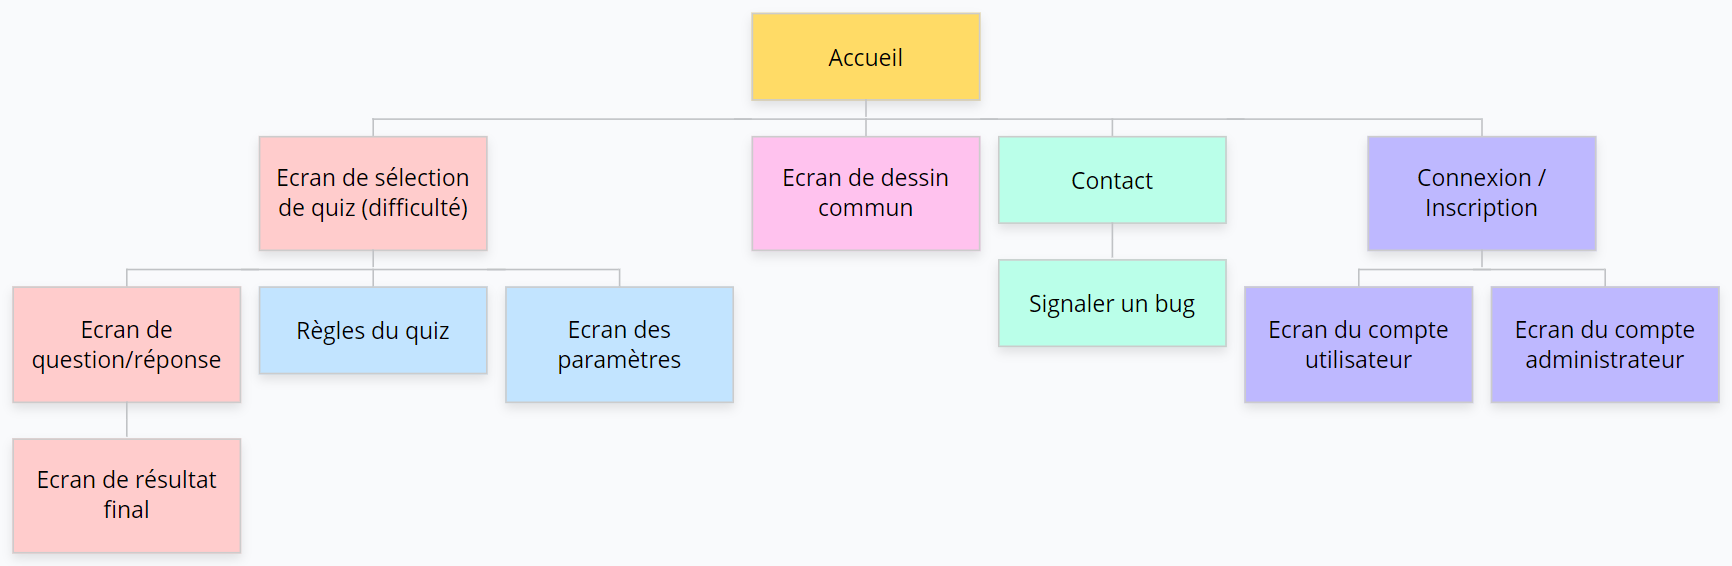 Accueil
Ecran de sélection
de quiz (difficulté)
Ecran de dessin
commun
Contact
Connexion /
Inscription
Signaler un bug
Ecran de
question/réponse
Règles du quiz
Ecran des
paramètres
Ecran du compte
utilisateur
Ecran du compte
administrateur
Ecran de résultat
final